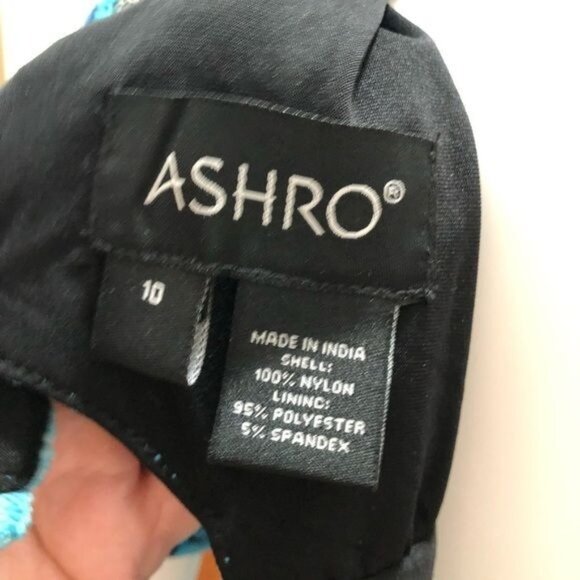 ASHRO®
10
MADE IN INDIA
SHELL:
100% NYLON
LINING:
95% POLYESTER
5% SPANDEX